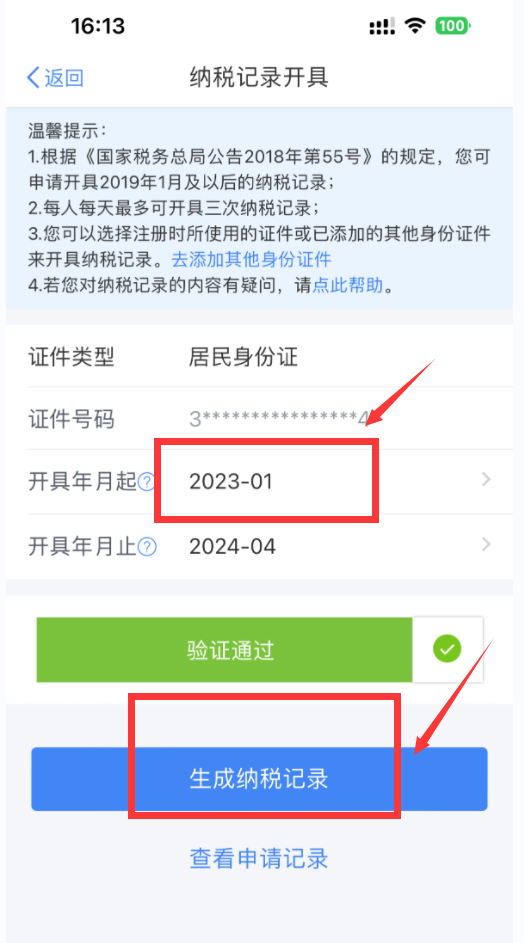 16:13
100
返回
纳税记录开具
温馨提示：
1.根据《国家税务总局公告2018年第55号》的规定，您可
申请开具2019年1月及以后的纳税记录；
2.每人每天最多可开具三次纳税记录；
3.您可以选择注册时所使用的证件或已添加的其他身份证件
来开具纳税记录。去添加其他身份证件
4.若您对纳税记录的内容有疑问，请点此帮助。
证件类型 居民身份证
证件号码 3****************4
开具年月起? 2023-01
开具年月止? 2024-04
验证通过
生成纳税记录
查看申请记录